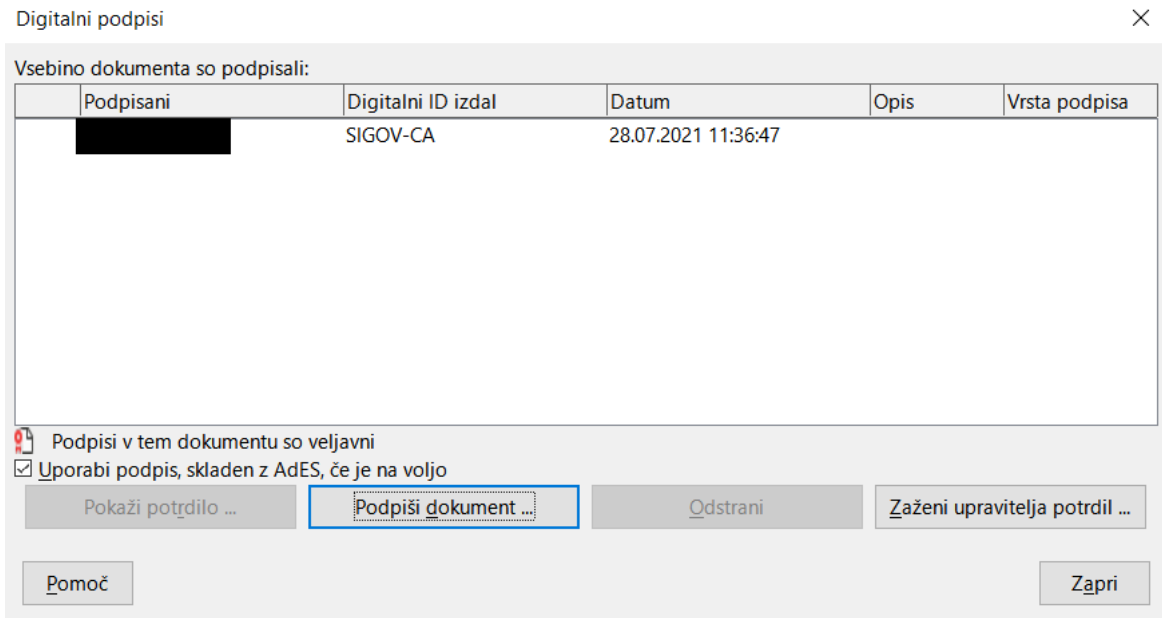 Digitalni podpisi
Vsebino dokumenta so podpisali:
Podpisani Digitalni ID izdal Datum Opis Vrsta podpisa
SIGOV-CA 28.07.2021 11:36:47
Podpisi v tem dokumentu so veljavni
Uporabi podpis, skladen z AdES, če je na voljo
Pokaži potrdilo ... Podpiši dokument ... Odstrani Zaženi upravitelja potrdil ...
Pomoč Zapri